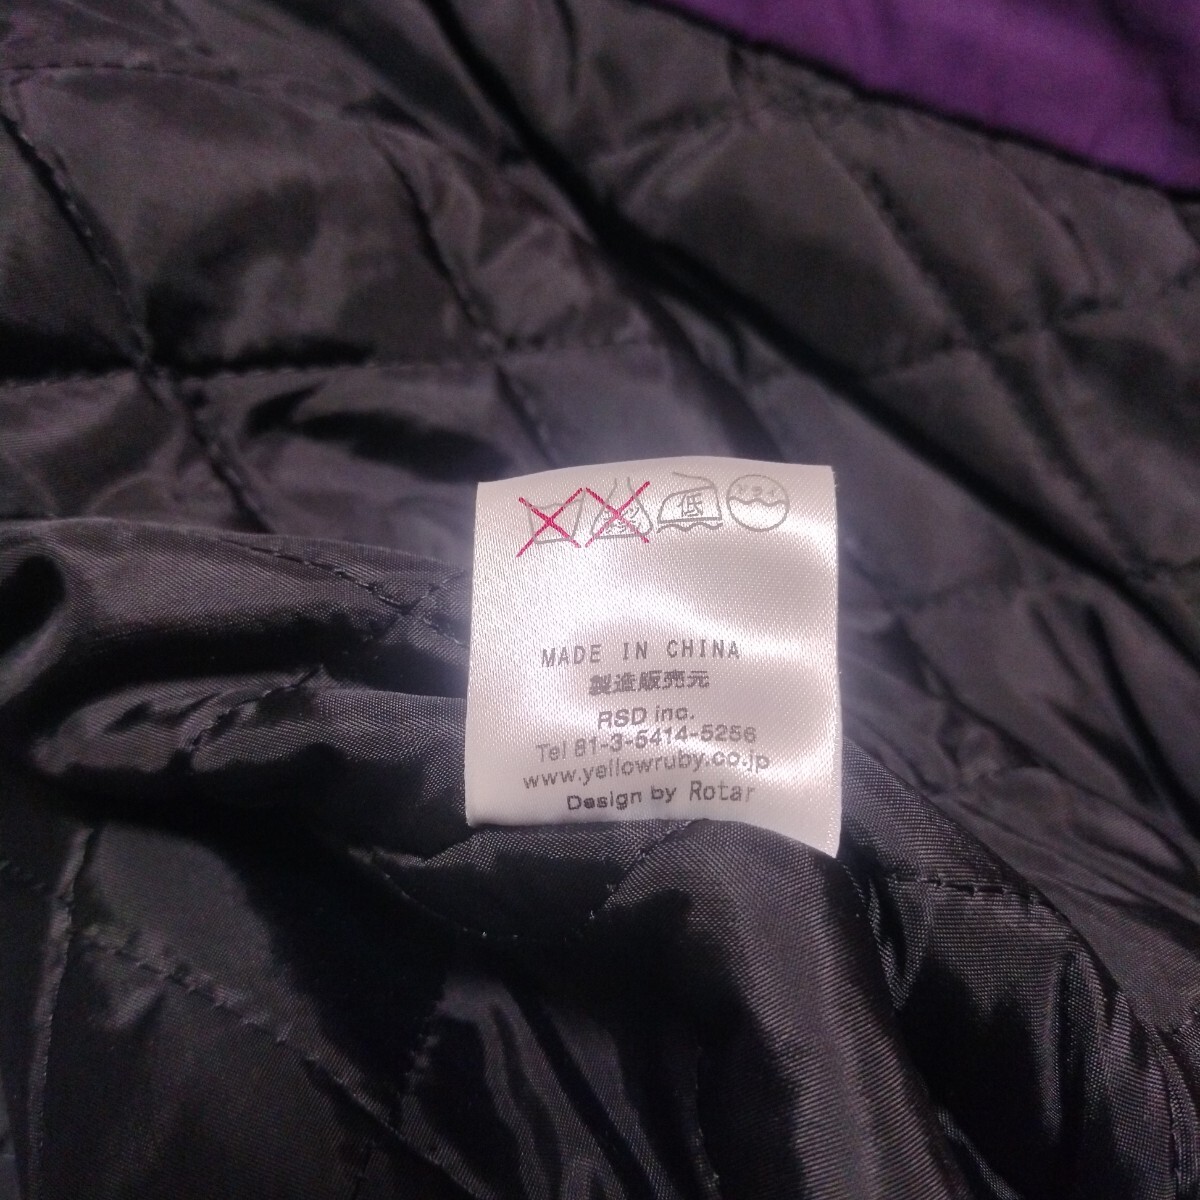 低
MADE IN CHINA
製造販売元
RSD inc.
Tel 81-3-5414-5256
www.yellowruby.co.jp
Design by Rotar